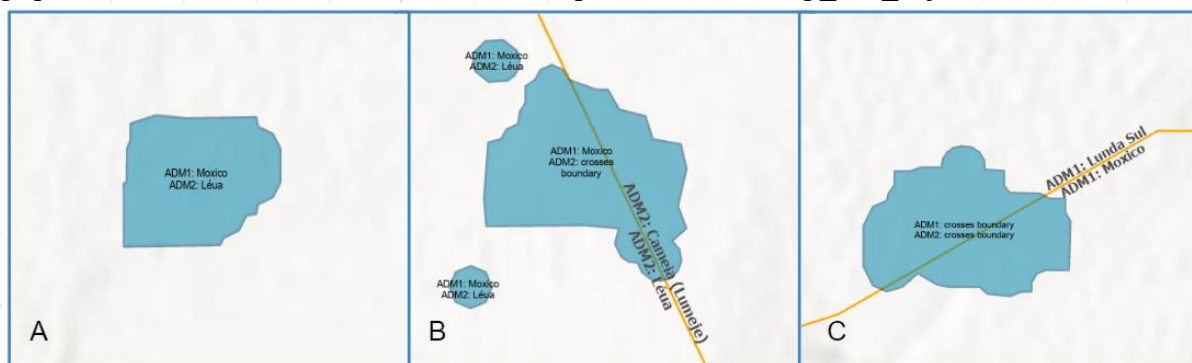 ADM1: Moxico
ADM2: Léua
A
ADM1: Moxico
ADM2: Léua
ADM1: Moxico
ADM2: crosses
boundary
ADM2: Cameia (Lumeje)
ADM2: Léua
ADM1: Moxico
ADM2: Léua
B
ADM1: Lunda Sul
ADM1: Moxico
ADM1: crosses boundary
ADM2: crosses boundary
C